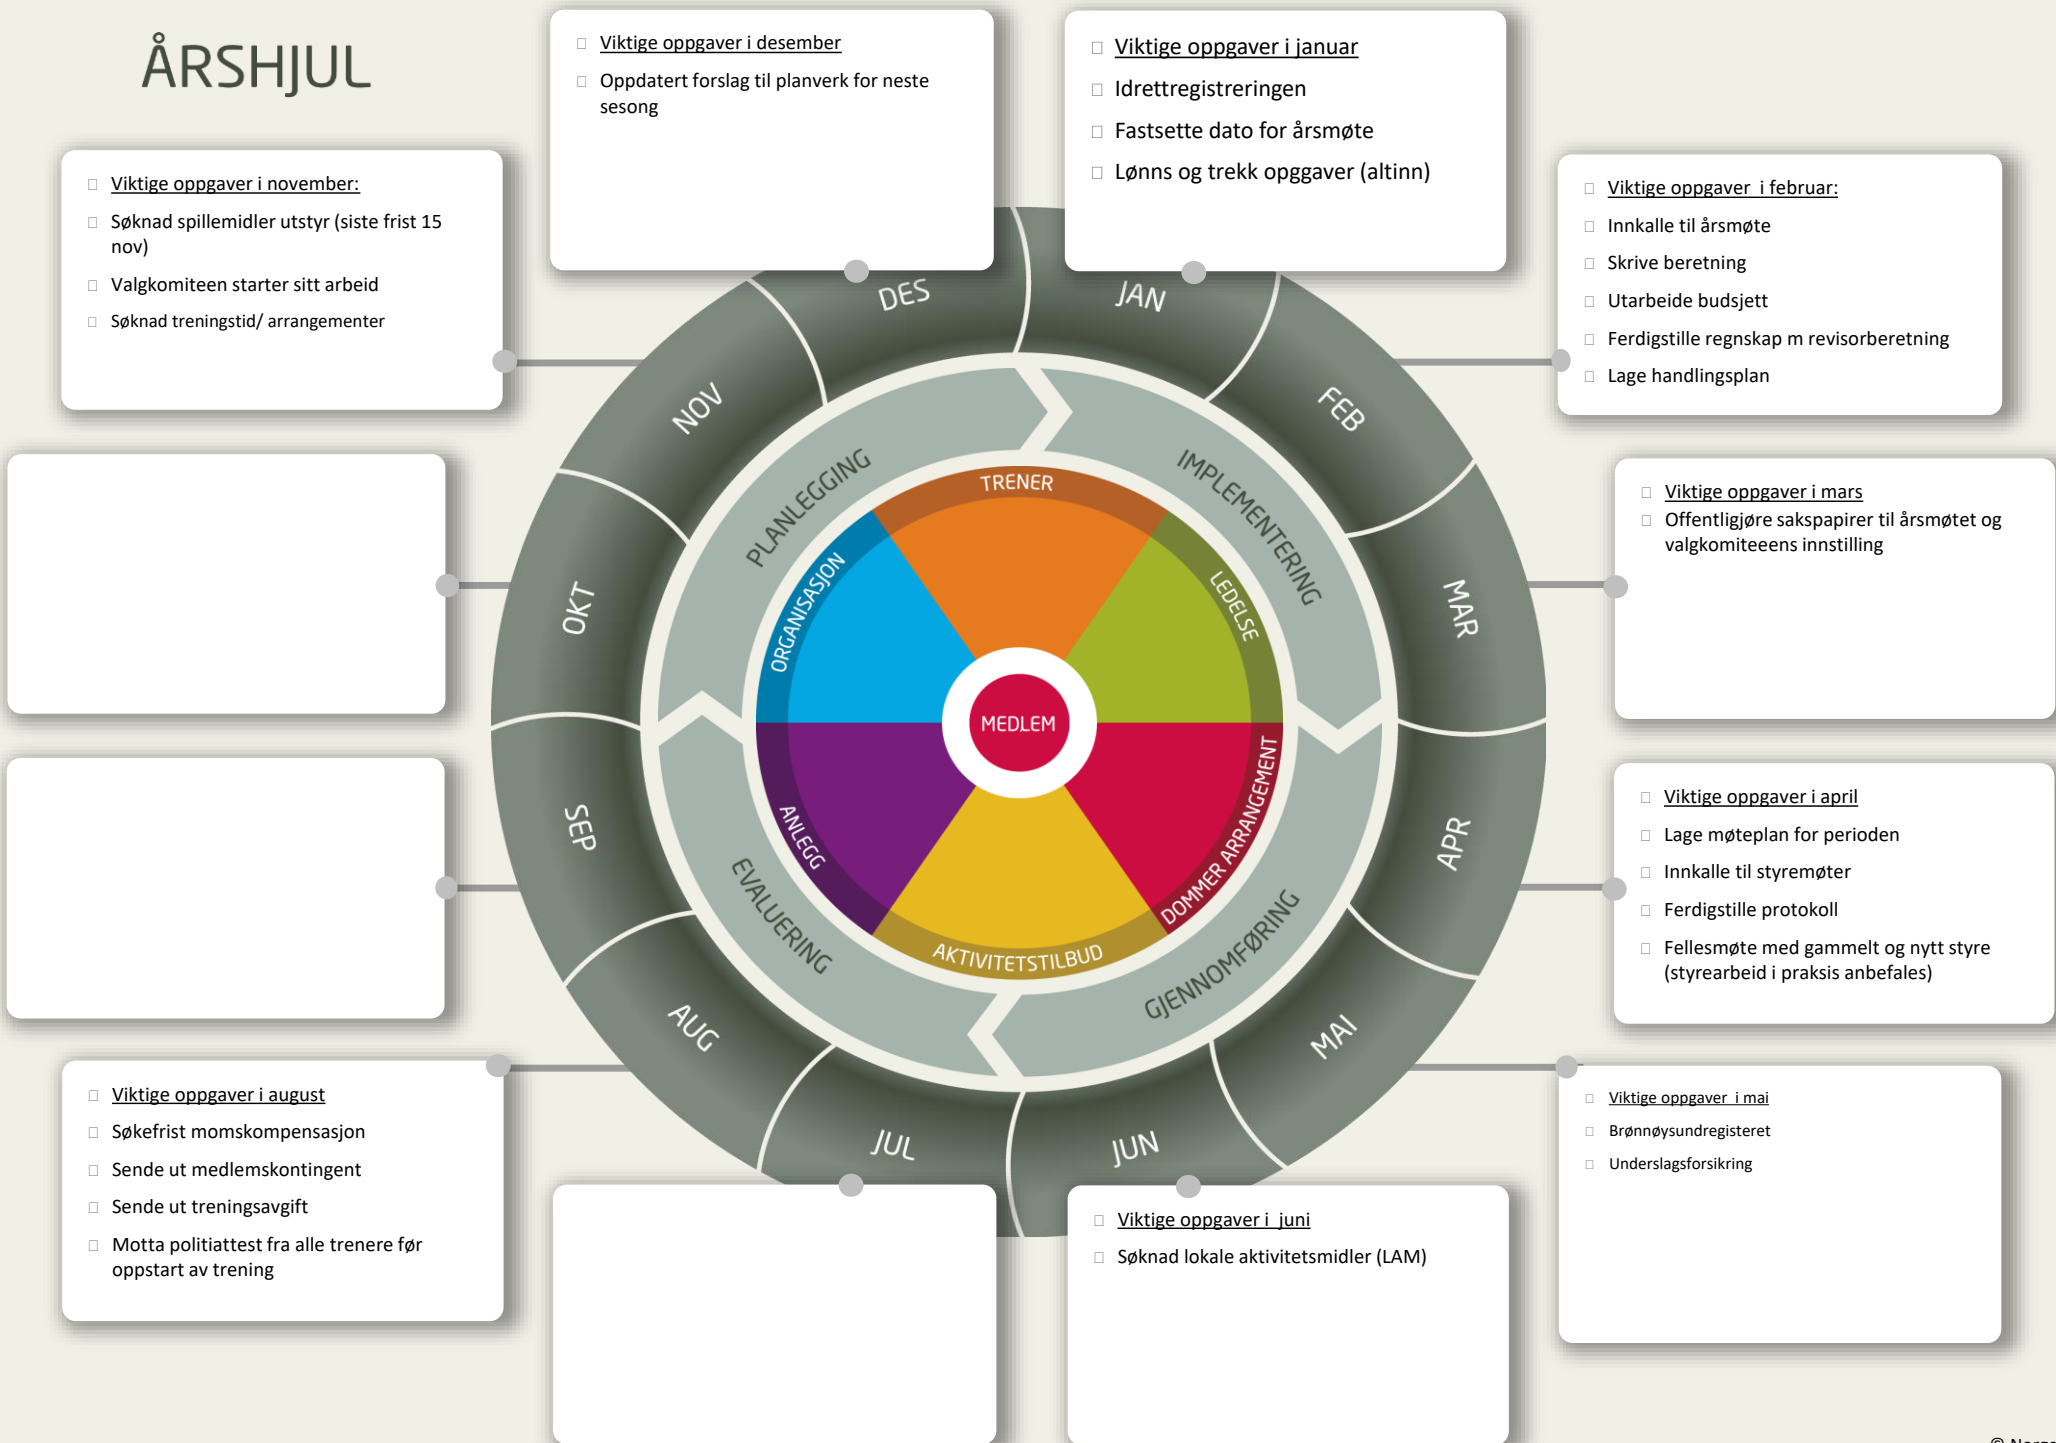 ÅRSHJUL
Viktige oppgaver i desember
Oppdatert forslag til planverk for neste
sesong
Viktige oppgaver i januar
Idrettregistreringen
Fastsette dato for årsmøte
Lønns og trekk opggaver (altinn)
Viktige oppgaver i november:
Søknad spillemidler utstyr (siste frist 15
nov)
Valgkomiteen starter sitt arbeid
Søknad treningstid/ arrangementer
Viktige oppgaver i februar:
Innkalle til årsmøte
Skrive beretning
Utarbeide budsjett
Ferdigstille regnskap m revisorberetning
Lage handlingsplan
Viktige oppgaver i mars
Offentligjøre sakspapirer til årsmøtet og
valgkomiteeens innstilling
Viktige oppgaver i april
Lage møteplan for perioden
Innkalle til styremøter
Ferdigstille protokoll
Fellesmøte med gammelt og nytt styre
(styrearbeid i praksis anbefales)
Viktige oppgaver i mai
Brønnøysundregisteret
Underslagsforsikring
Viktige oppgaver i juni
Søknad lokale aktivitetsmidler (LAM)
Viktige oppgaver i august
Søkefrist momskompensasjon
Sende ut medlemskontingent
Sende ut treningsavgift
Motta politiattest fra alle trenere før
oppstart av trening
JAN
FEB
MAR
APR
MAI
JUN
JUL
AUG
SEP
OKT
NOV
DES
PLANLEGGING
IMPLEMENTERING
GJENNOMFØRING
EVALUERING
TRENER
LEDELSE
DOMMER ARRANGEMENT
AKTIVITETSTILBUD
ANLEGG
ORGANISASJON
MEDLEM